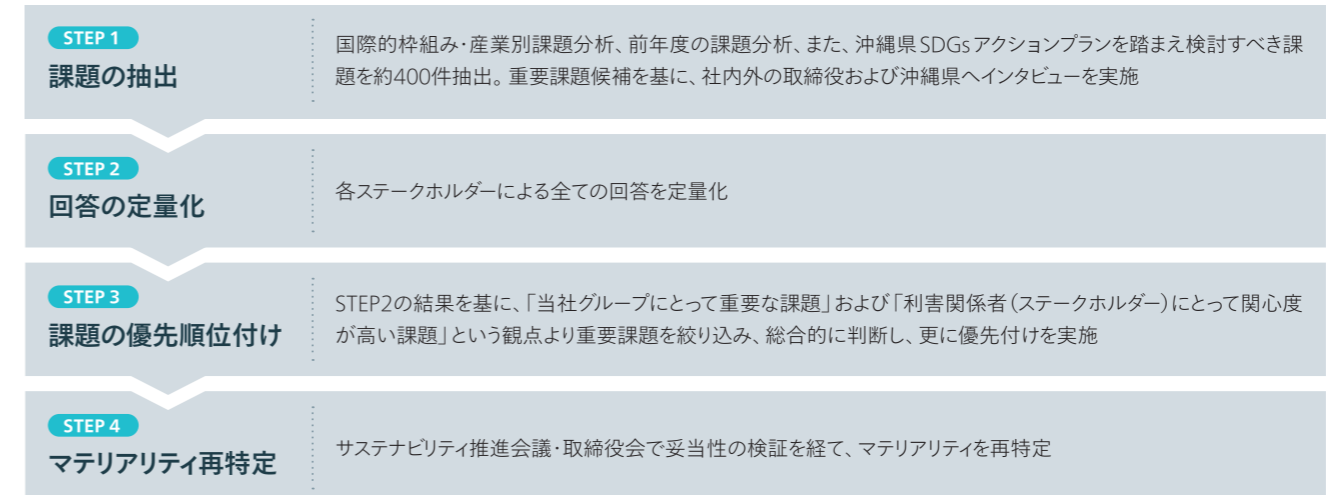 STEP 1
課題の抽出
国際的枠組み・産業別課題分析、前年度の課題分析、また、沖縄県SDGsアクションプランを踏まえ検討すべき課
題を約400件抽出。重要課題候補を基に、社内外の取締役および沖縄県へインタビューを実施
STEP 2
回答の定量化
各ステークホルダーによる全ての回答を定量化
STEP 3
課題の優先順位付け
STEP2の結果を基に、「当社グループにとって重要な課題」および「利害関係者（ステークホルダー）にとって関心度
が高い課題」という観点より重要課題を絞り込み、総合的に判断し、更に優先付けを実施
STEP 4
マテリアリティ再特定
サステナビリティ推進会議・取締役会で妥当性の検証を経て、マテリアリティを再特定